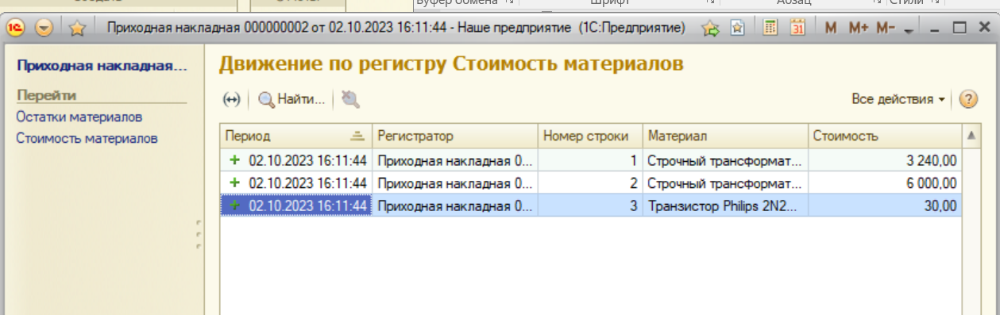 Буфер обмена Шрифт Абзац Стили
Приходная накладная 000000002 от 02.10.2023 16:11:44 - Наше предприятие (1С:Предприятие) 31 M M+ M-
Приходная накладная...
Перейти
Остатки материалов
Стоимость материалов
Движение по регистру Стоимость материалов
Найти... Все действия ?
Период Регистратор Номер строки Материал Стоимость
02.10.2023 16:11:44 Приходная накладная 0... 1 Строчный трансформат... 3 240,00
02.10.2023 16:11:44 Приходная накладная 0... 2 Строчный трансформат... 6 000,00
02.10.2023 16:11:44 Приходная накладная 0... 3 Транзистор Philips 2N2... 30,00